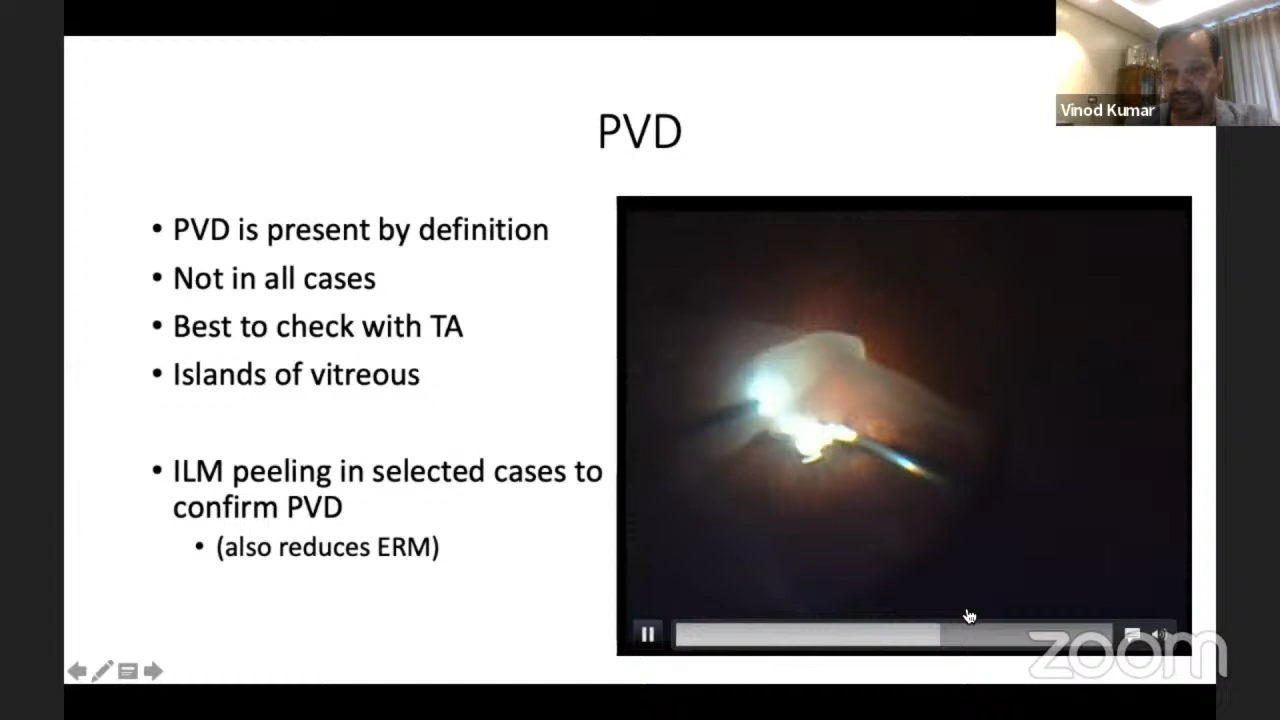 Vinod Kumar
PVD
• PVD is present by definition
• Not in all cases
• Best to check with TA
• Islands of vitreous
• ILM peeling in selected cases to
confirm PVD
• (also reduces ERM)
zoom